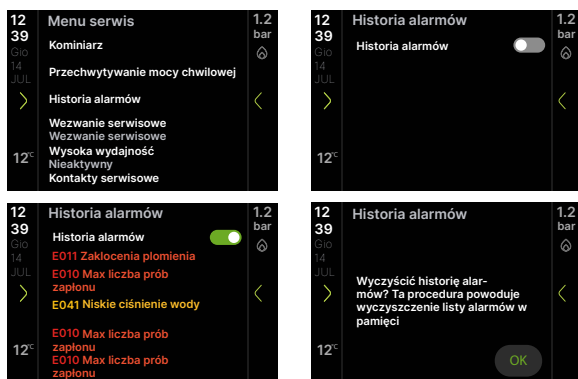 12
39
Gio
14
JUL
12°C
Menu serwis
Kominiarz
Przechwytywanie mocy chwilowej
Historia alarmów
Wezwanie serwisowe
Wezwanie serwisowe
Wysoka wydajność
Nieaktywny
Kontakty serwisowe
1.2
bar
12
39
Gio
14
JUL
12°C
Historia alarmów
Historia alarmów
1.2
bar
12
39
Gio
14
JUL
12°C
Historia alarmów
Historia alarmów
E011 Zaklocenia plomienia
E010 Max liczba prób
zapłonu
E041 Niskie ciśnienie wody
E010 Max liczba prób
zapłonu
E010 Max liczba prób
zapłonu
1.2
bar
12
39
Gio
14
JUL
12°C
Historia alarmów
Wyczyścić historię alar-
mów? Ta procedura powoduje
wyczyszczenie listy alarmów w
pamięci
OK
1.2
bar